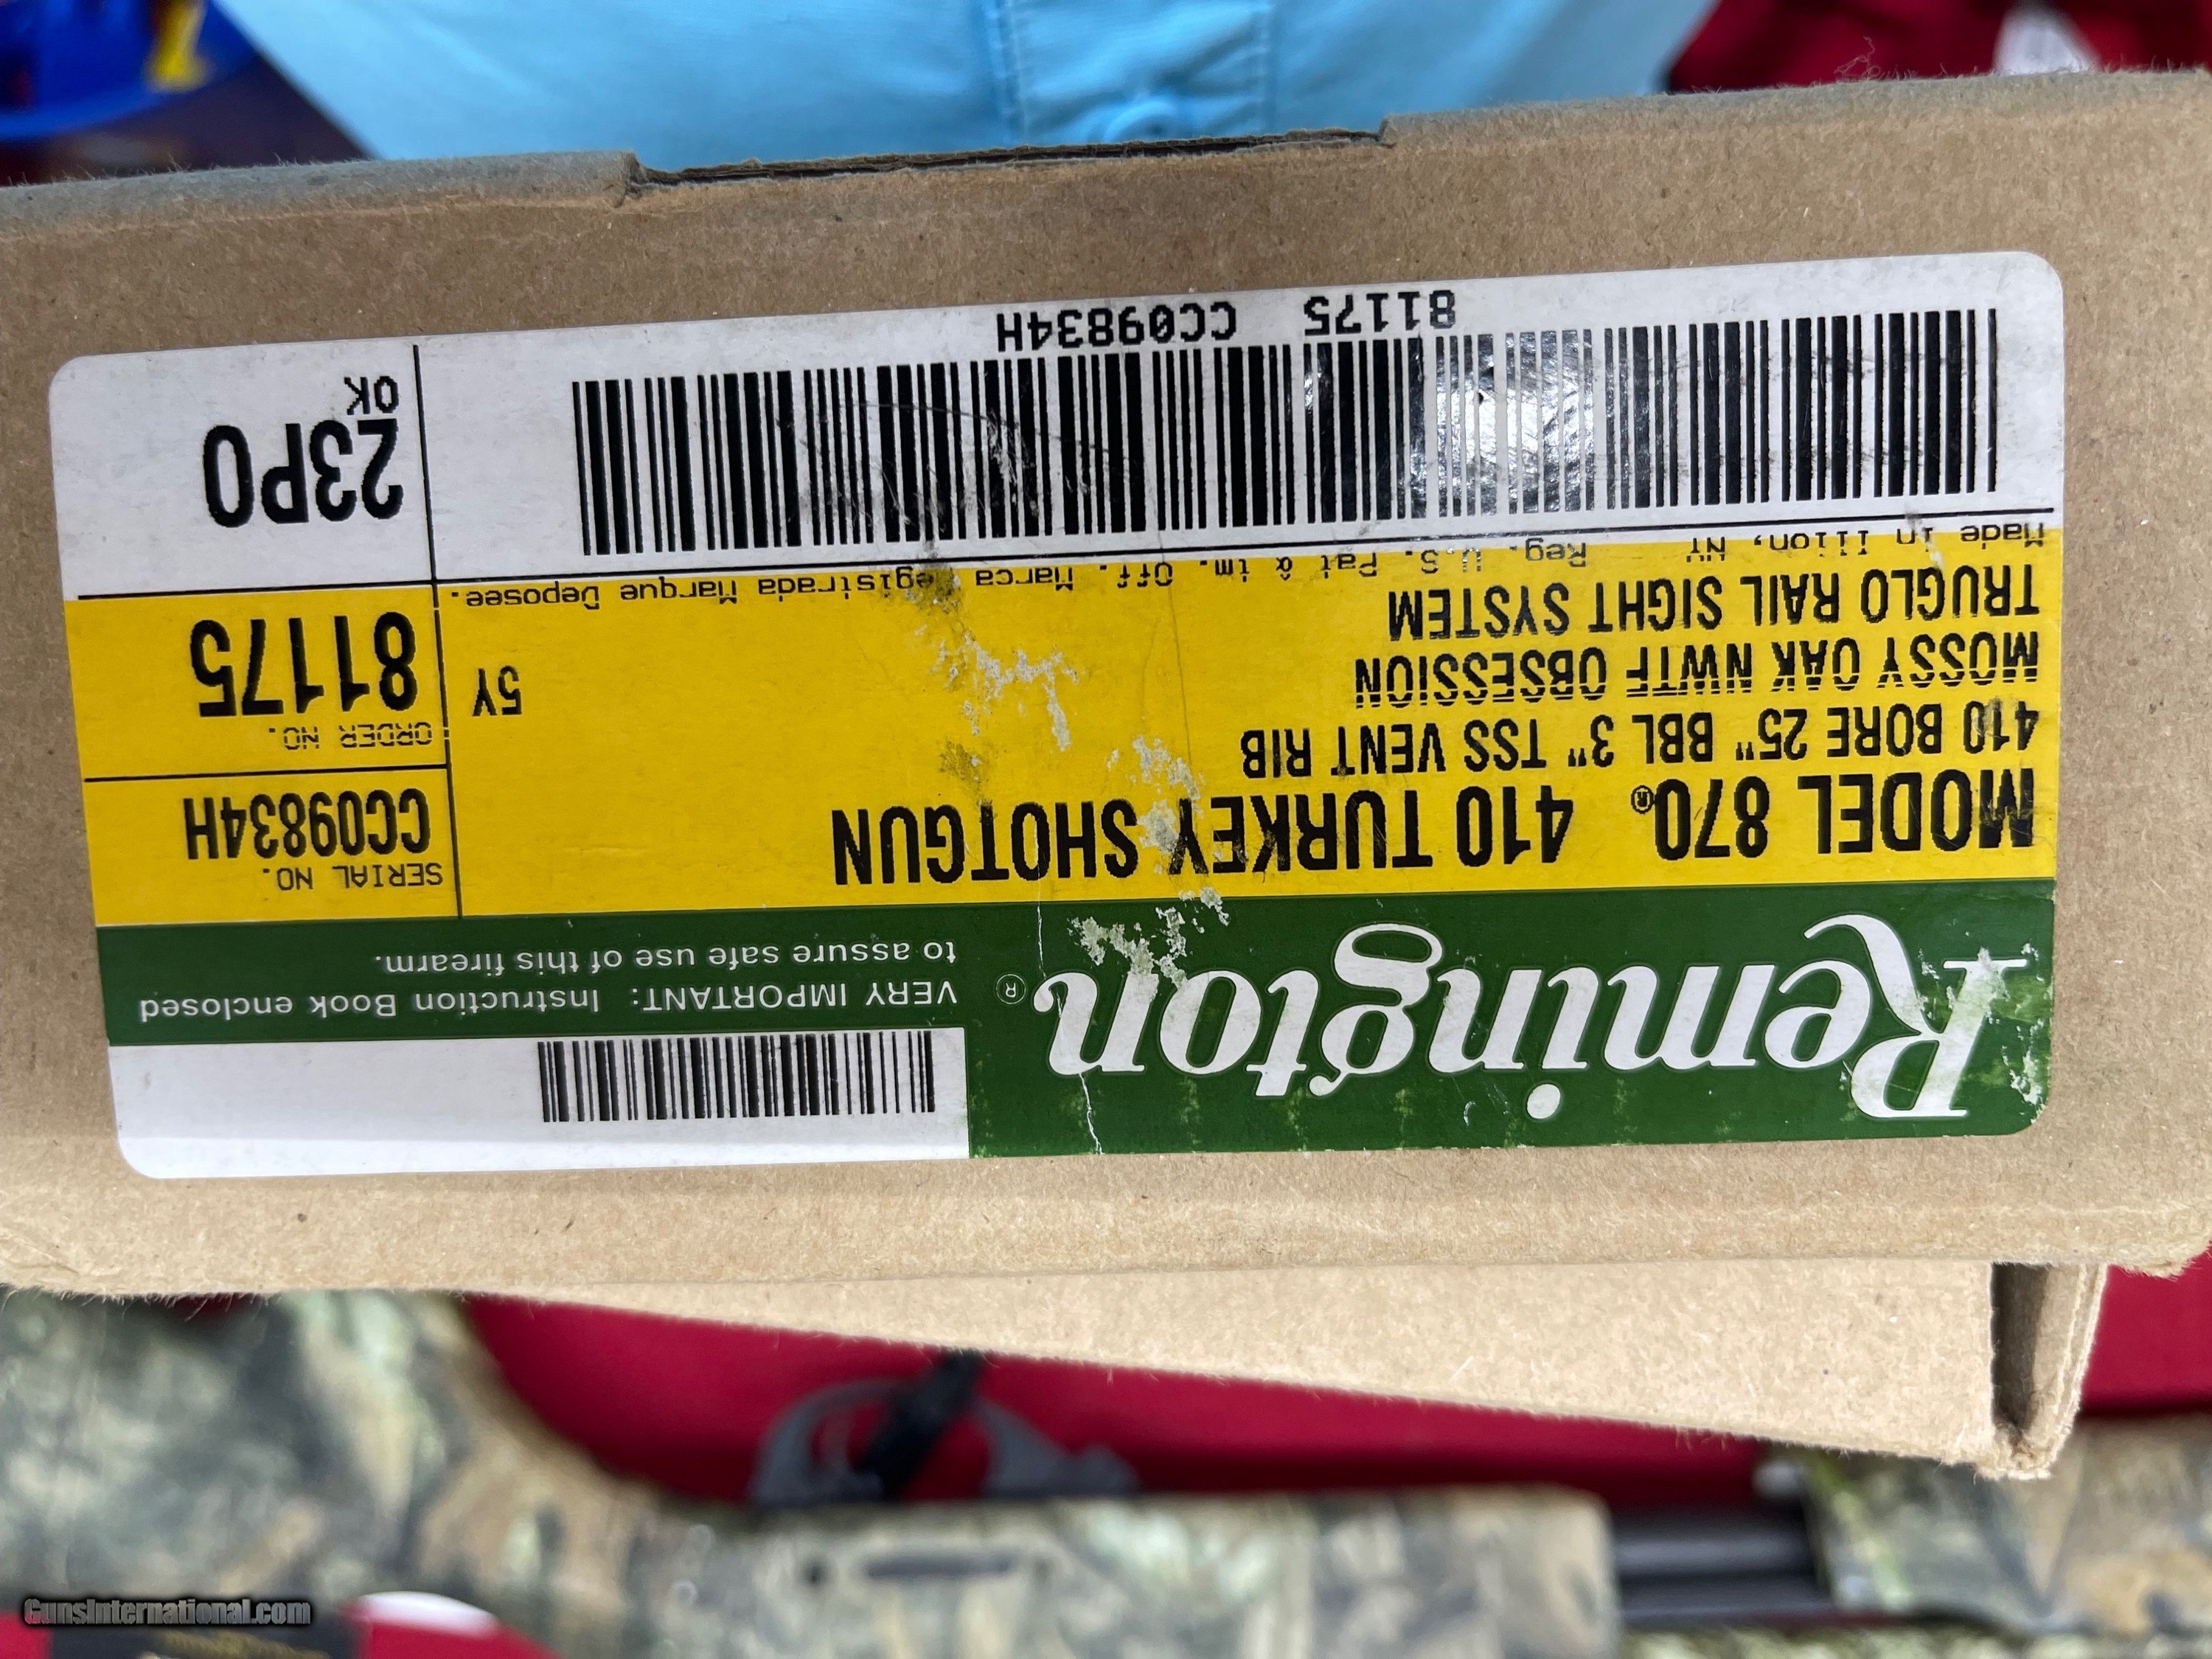 Remington®
VERY IMPORTANT: Instruction Book enclosed
to assure safe use of this firearm.
MODEL 870® 410 TURKEY SHOTGUN
410 BORE 25" BBL 3" TSS VENT RIB
MOSSY OAK NWTF OBSESSION
TRUGLO RAIL SIGHT SYSTEM
5Y
SERIAL NO.
CC09834H
ORDER NO.
81175
Made in Ilion, NY Reg. U.S. Pat & tm. Off. Marca Registrada Marque Deposee.
23P0
OK
81175 CC09834H
GunsInternational.com